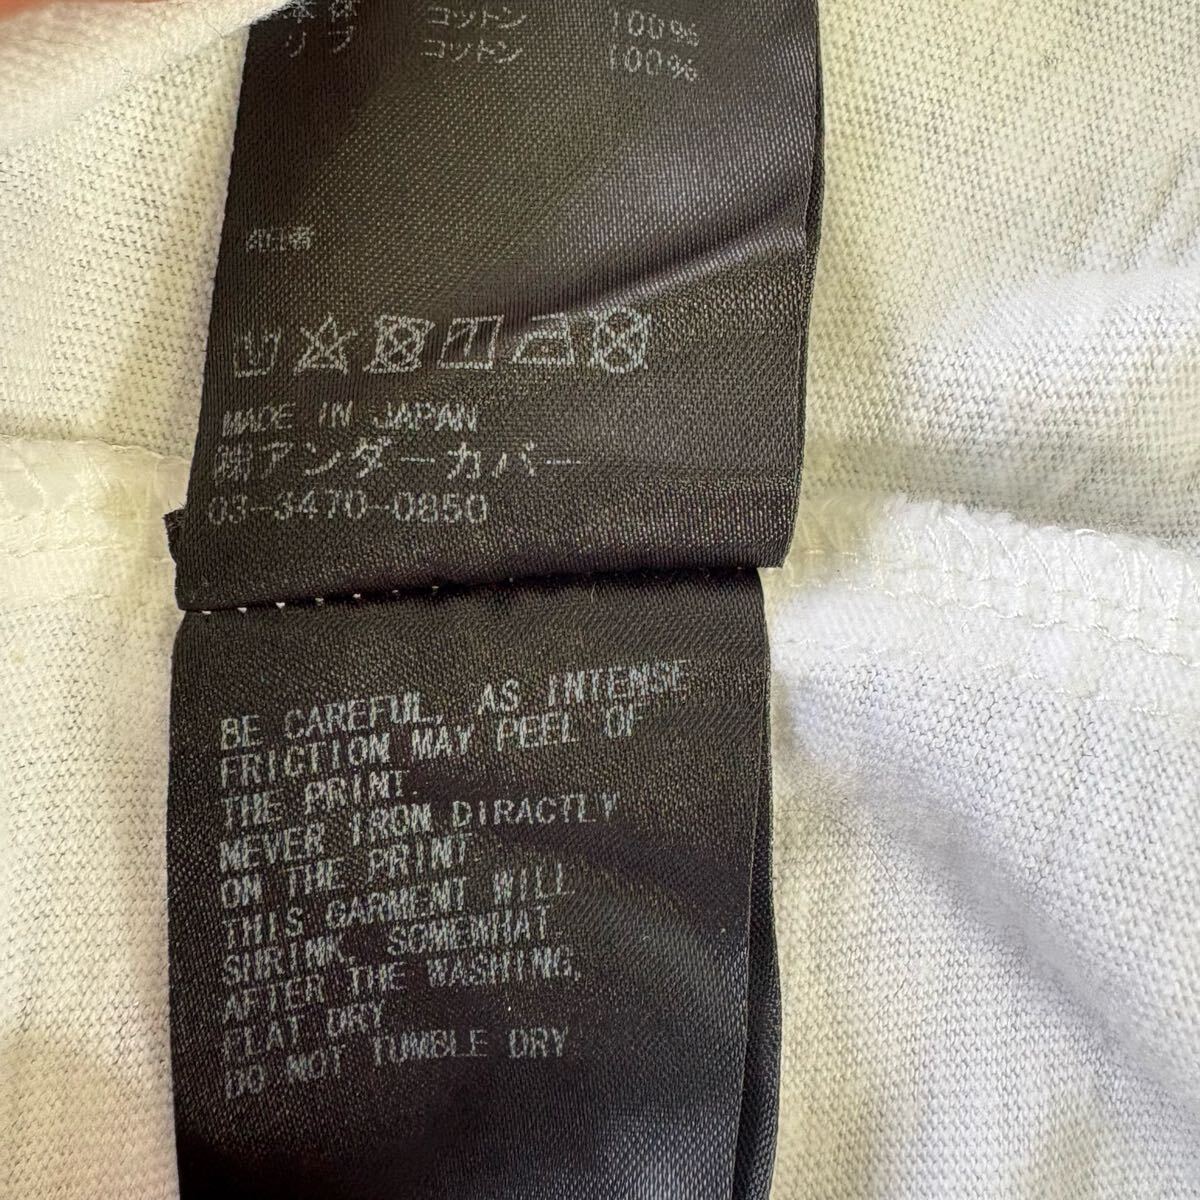 本体 コットン 100%
リブ コットン 100%
MADE IN JAPAN
㈱アンダーカバー
03-3470-0850
BE CAREFUL, AS INTENSE
FRICTION MAY PEEL OF
THE PRINT.
NEVER IRON DIRACTLY
ON THE PRINT
THIS GARMENT WILL
SHRINK, SOMEWHAT
AFTER THE WASHING.
FLAT DRY
DO NOT TUMBLE DRY